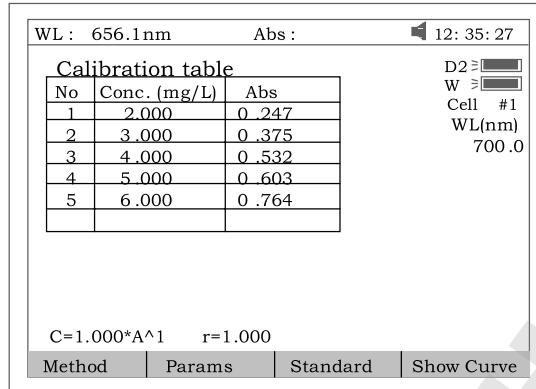 WL : 656.1nm Abs : 12: 35: 27
Calibration table
No Conc. (mg/L) Abs
1 2.000 0 .247
2 3.000 0 .375
3 4.000 0 .532
4 5.000 0 .603
5 6.000 0 .764
D2
W
Cell #1
WL(nm)
700.0
C=1.000*A^1 r=1.000
Method Params Standard Show Curve